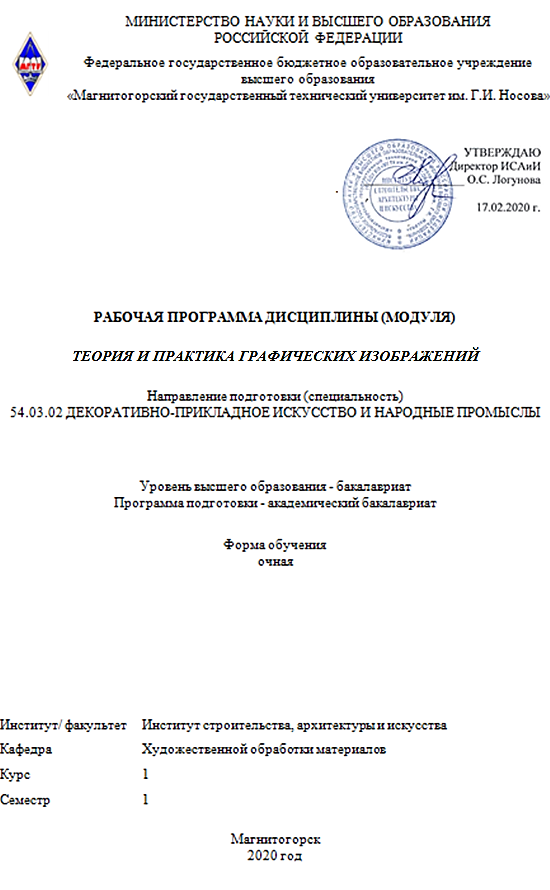 МИНИСТЕРСТВО НАУКИ И ВЫСШЕГО ОБРАЗОВАНИЯ
РОССИЙСКОЙ ФЕДЕРАЦИИ
Федеральное государственное бюджетное образовательное учреждение
высшего образования
«Магнитогорский государственный технический университет им. Г.И. Носова»
УТВЕРЖДАЮ
Директор ИСАиИ
О.С. Логунова
17.02.2020 г.
РАБОЧАЯ ПРОГРАММА ДИСЦИПЛИНЫ (МОДУЛЯ)
ТЕОРИЯ И ПРАКТИКА ГРАФИЧЕСКИХ ИЗОБРАЖЕНИЙ
Направление подготовки (специальность)
54.03.02 ДЕКОРАТИВНО-ПРИКЛАДНОЕ ИСКУССТВО И НАРОДНЫЕ ПРОМЫСЛЫ
Уровень высшего образования - бакалавриат
Программа подготовки - академический бакалавриат
Форма обучения
очная
Институт/ факультет Институт строительства, архитектуры и искусства
Кафедра Художественной обработки материалов
Курс 1
Семестр 1
Магнитогорск
2020 год